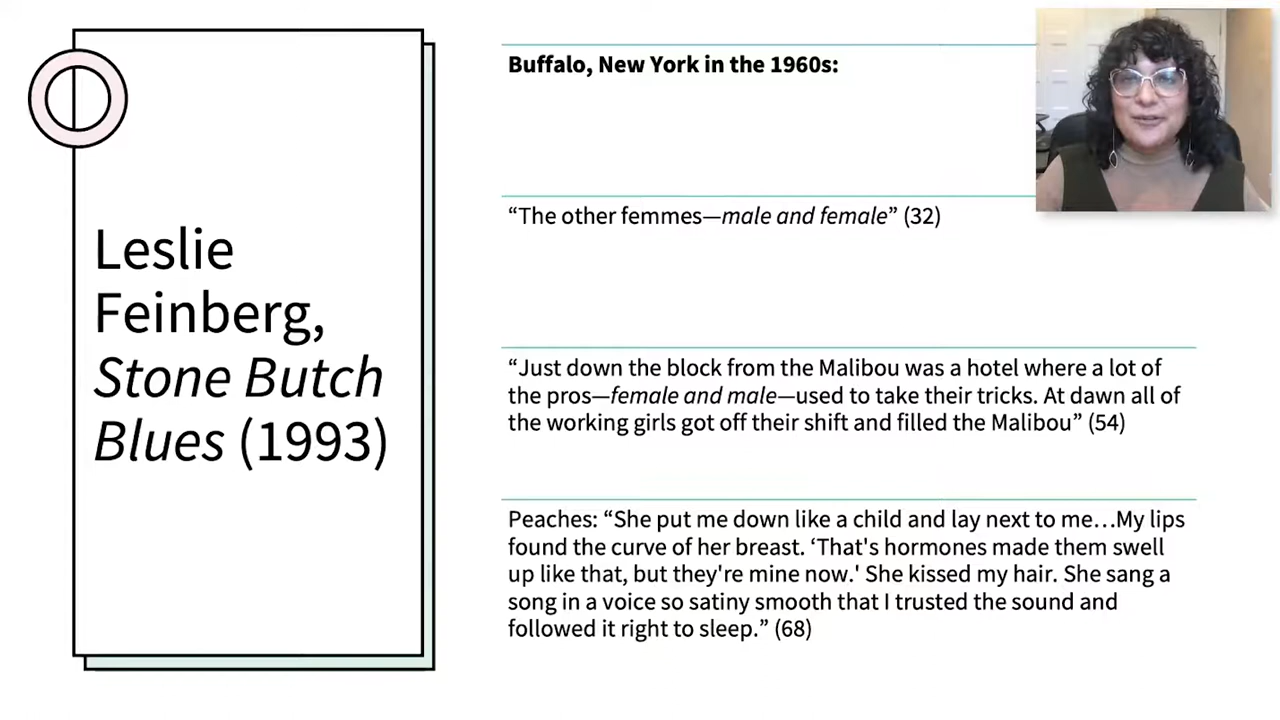 Leslie
Feinberg,
Stone Butch
Blues (1993)
Buffalo, New York in the 1960s:
“The other femmes—male and female” (32)
“Just down the block from the Malibou was a hotel where a lot of
the pros—female and male—used to take their tricks. At dawn all of
the working girls got off their shift and filled the Malibou” (54)
Peaches: “She put me down like a child and lay next to me…My lips
found the curve of her breast. ‘That's hormones made them swell
up like that, but they're mine now.' She kissed my hair. She sang a
song in a voice so satiny smooth that I trusted the sound and
followed it right to sleep.” (68)